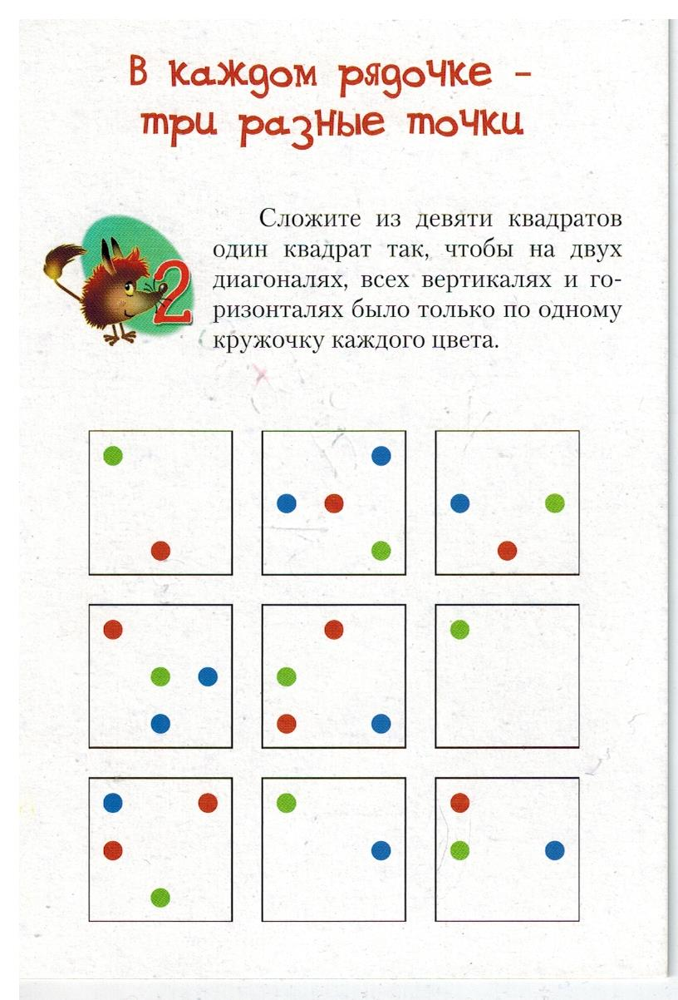 В каждом рядочке –
три разные точки
Сложите из девяти квадратов
один квадрат так, чтобы на двух
диагоналях, всех вертикалях и го-
ризонталях было только по одному
кружочку каждого цвета.
2